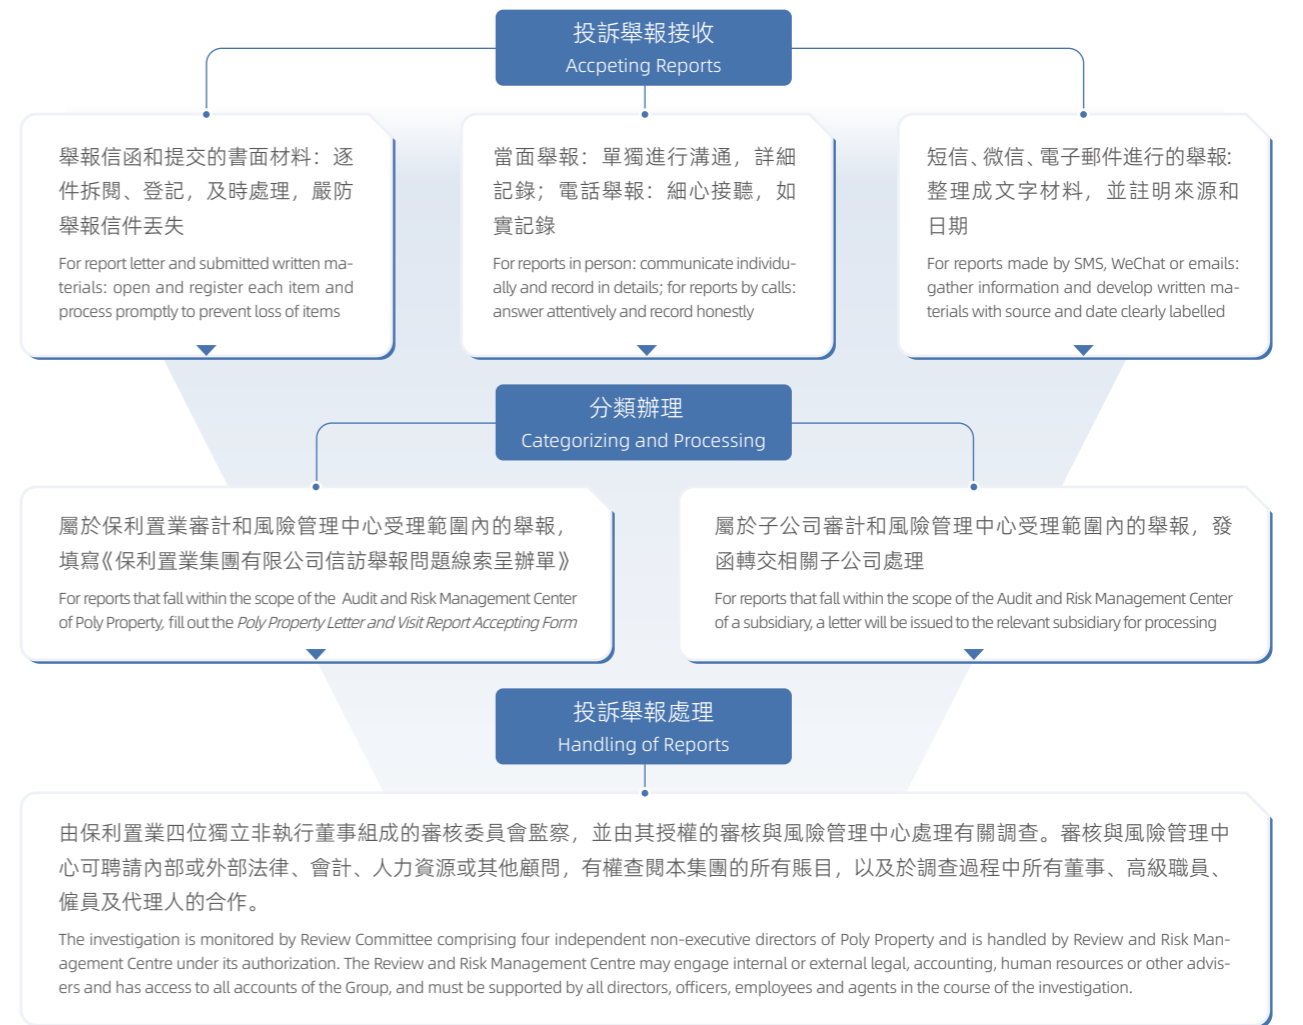 投訴舉報接收
Accpeting Reports
舉報信函和提交的書面材料：逐
件拆閱、登記，及時處理，嚴防
舉報信件丟失
For report letter and submitted written ma-
terials: open and register each item and
process promptly to prevent loss of items
當面舉報：單獨進行溝通，詳細
記錄；電話舉報：細心接聽，如
實記錄
For reports in person: communicate individu-
ally and record in details; for reports by calls:
answer attentively and record honestly
短信、微信、電子郵件進行的舉報:
整理成文字材料，並註明來源和
日期
For reports made by SMS, WeChat or emails:
gather information and develop written ma-
terials with source and date clearly labelled
分類辦理
Categorizing and Processing
屬於保利置業審計和風險管理中心受理範圍內的舉報，
填寫《保利置業集團有限公司信訪舉報問題線索呈辦單》
For reports that fall within the scope of the Audit and Risk Management Center
of Poly Property, fill out the Poly Property Letter and Visit Report Accepting Form
屬於子公司審計和風險管理中心受理範圍內的舉報，發
函轉交相關子公司處理
For reports that fall within the scope of the Audit and Risk Management Center
of a subsidiary, a letter will be issued to the relevant subsidiary for processing
投訴舉報處理
Handling of Reports
由保利置業四位獨立非執行董事組成的審核委員會監察，並由其授權的審核與風險管理中心處理有關調查。審核與風險管理中
心可聘請內部或外部法律、會計、人力資源或其他顧問，有權查閱本集團的所有賬目，以及於調查過程中所有董事、高級職員、
僱員及代理人的合作。
The investigation is monitored by Review Committee comprising four independent non-executive directors of Poly Property and is handled by Review and Risk Man-
agement Centre under its authorization. The Review and Risk Management Centre may engage internal or external legal, accounting, human resources or other advis-
ers and has access to all accounts of the Group, and must be supported by all directors, officers, employees and agents in the course of the investigation.